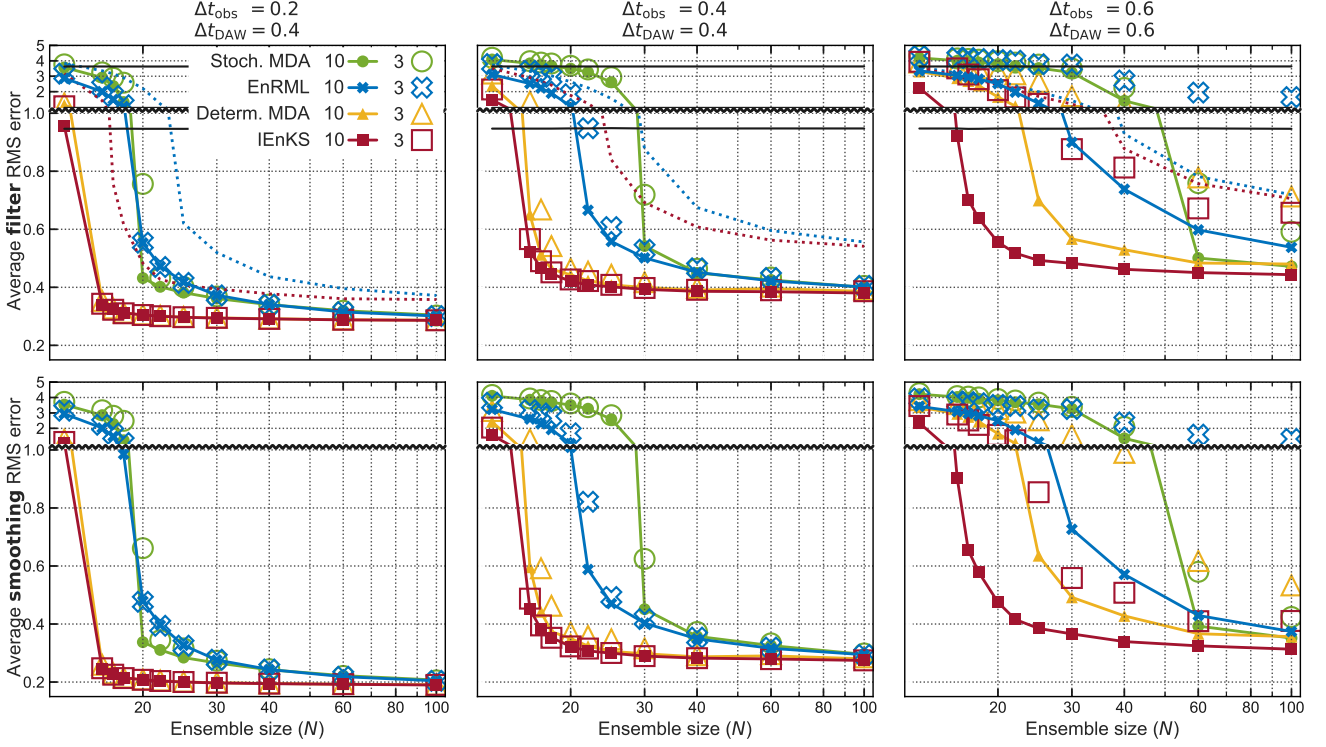 Δt_obs = 0.2
Δt_DAW = 0.4
Δt_obs = 0.4
Δt_DAW = 0.4
Δt_obs = 0.6
Δt_DAW = 0.6
Average filter RMS error
5
4
3
2
1.0
0.8
0.6
0.4
0.2
Stoch. MDA 10 3
EnRML 10 3
Determ. MDA 10 3
IEnKS 10 3
Average smoothing RMS error
5
4
3
2
1.0
0.8
0.6
0.4
0.2
20 30 40 60 80 100
20 30 40 60 80 100
20 30 40 60 80 100
Ensemble size (N)
Ensemble size (N)
Ensemble size (N)